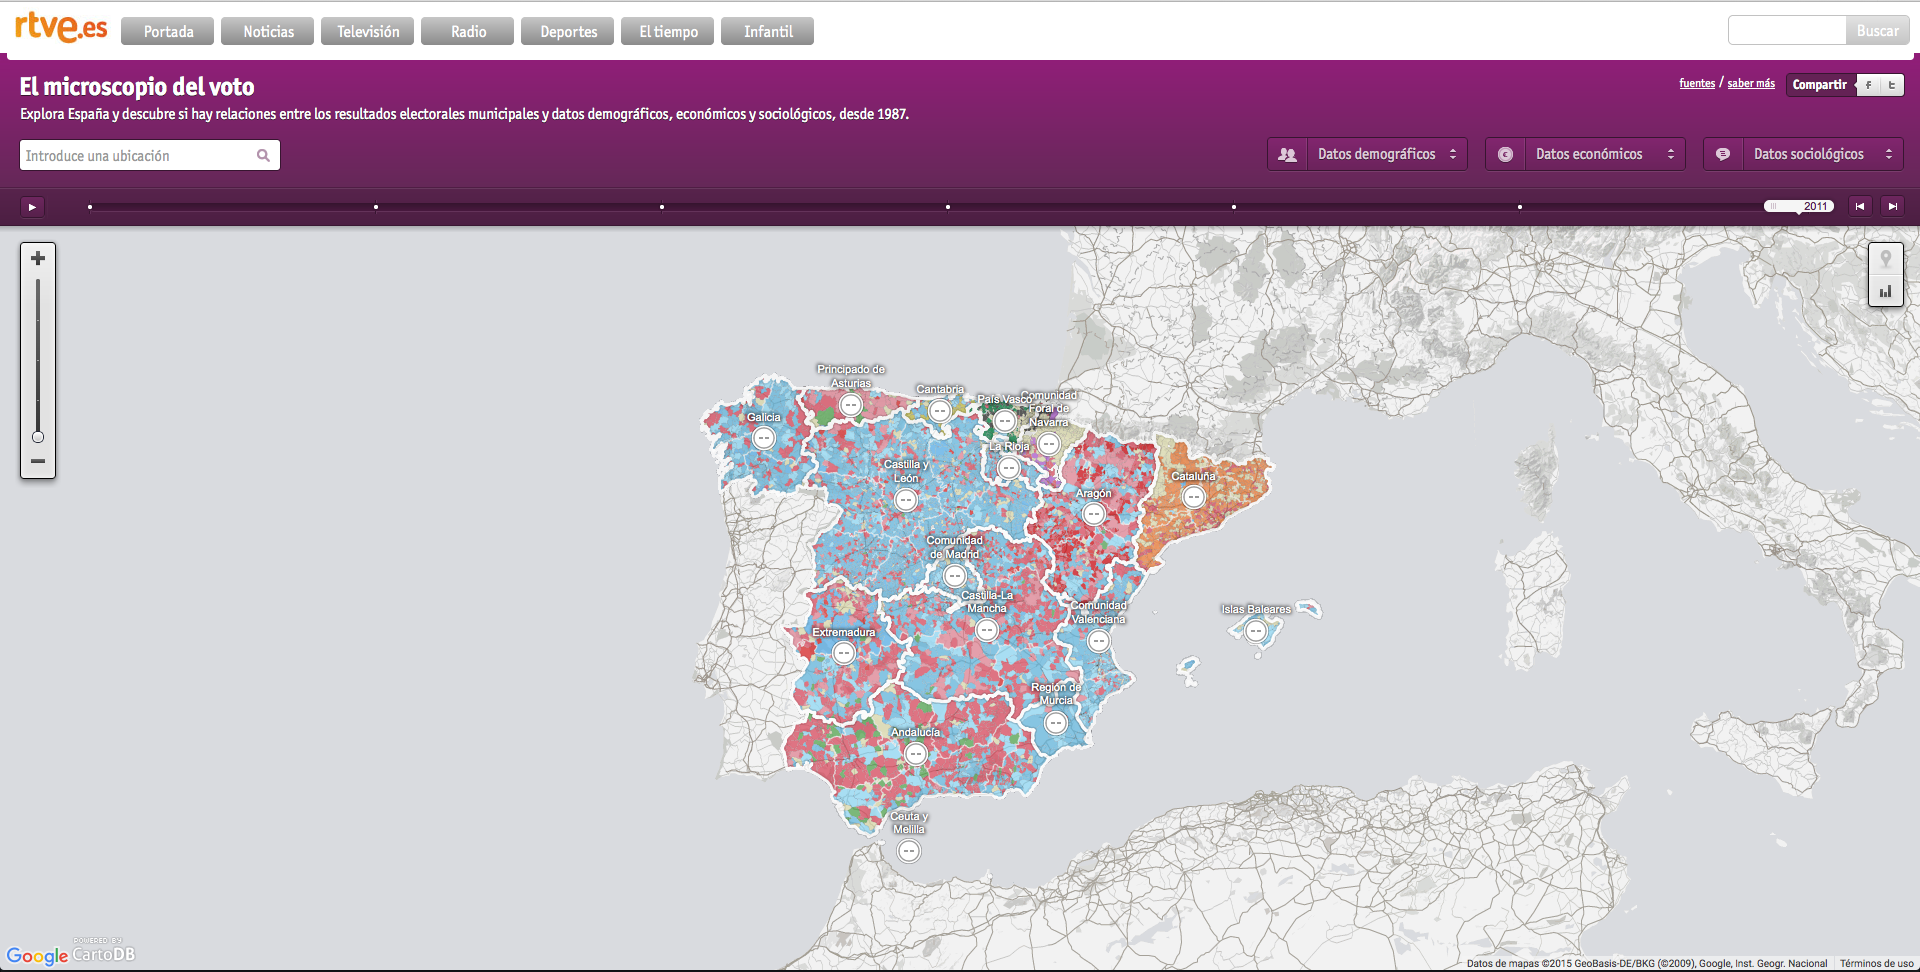 rtve.es
Portada
Noticias
Televisión
Radio
Deportes
El tiempo
Infantil
Buscar
El microscopio del voto
fuentes / saber más
Compartir
Explora España y descubre si hay relaciones entre los resultados electorales municipales y datos demográficos, económicos y sociológicos, desde 1987.
Introduce una ubicación
Datos demográficos
Datos económicos
Datos sociológicos
2011
Principado de
Asturias
Cantabria
País Vasco
Comunidad
Foral de
Navarra
Galicia
La Rioja
Castilla y
León
Cataluña
Aragón
Comunidad
de Madrid
Castilla-La
Mancha
Comunidad
Valenciana
Islas Baleares
Extremadura
Región de
Murcia
Andalucía
Ceuta y
Melilla
POWERED BY
Google CartoDB
Datos de mapas ©2015 GeoBasis-DE/BKG (©2009), Google, Inst. Geogr. Nacional
Términos de uso